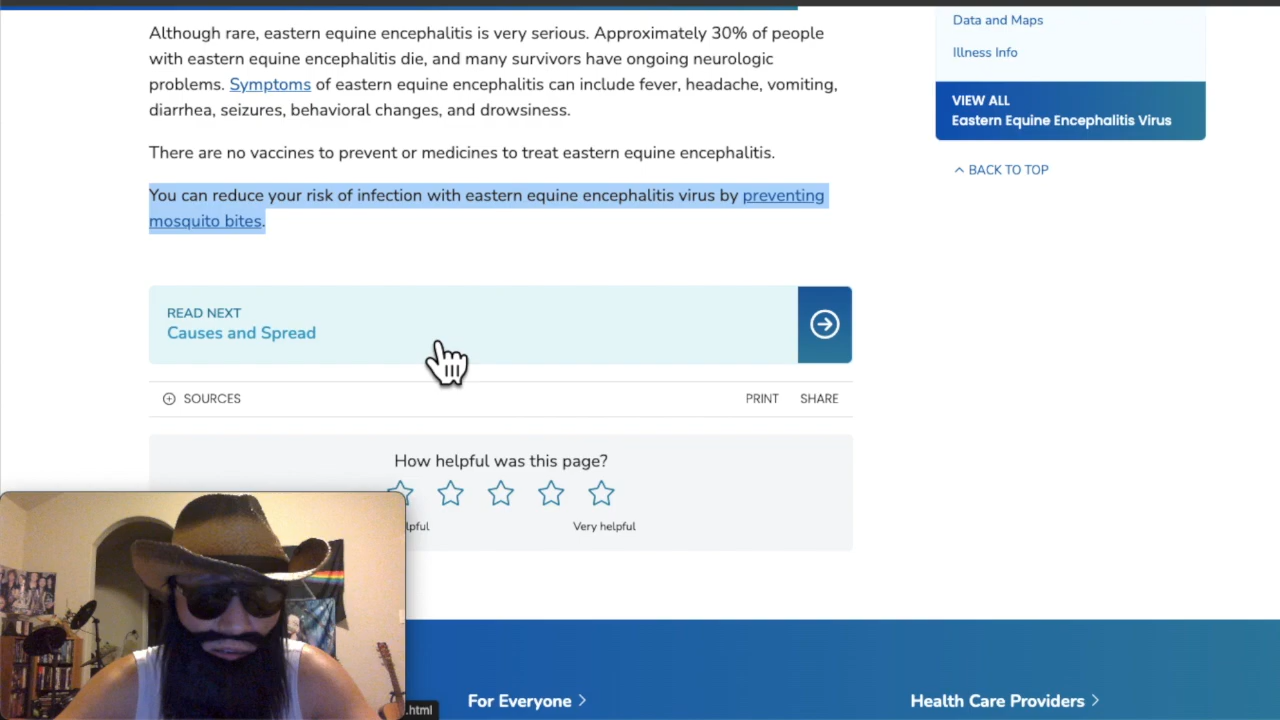 Although rare, eastern equine encephalitis is very serious. Approximately 30% of people
with eastern equine encephalitis die, and many survivors have ongoing neurologic
problems. Symptoms of eastern equine encephalitis can include fever, headache, vomiting,
diarrhea, seizures, behavioral changes, and drowsiness.
There are no vaccines to prevent or medicines to treat eastern equine encephalitis.
You can reduce your risk of infection with eastern equine encephalitis virus by preventing
mosquito bites.
READ NEXT
Causes and Spread
SOURCES
PRINT
SHARE
How helpful was this page?
lpful
Very helpful
Data and Maps
Illness Info
VIEW ALL
Eastern Equine Encephalitis Virus
BACK TO TOP
.html
For Everyone
Health Care Providers